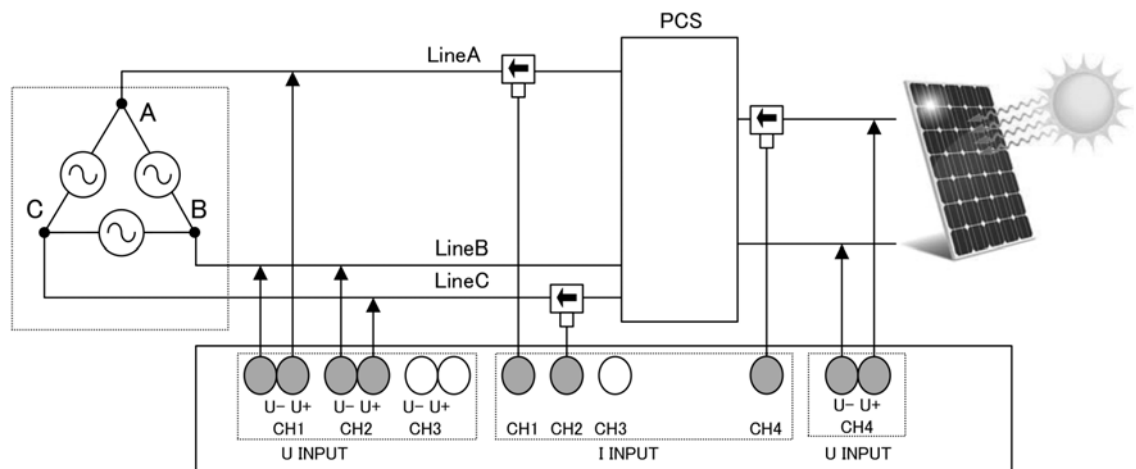 PCS
LineA
A
C
B
LineB
LineC
U- U+ U- U+ U- U+ U- U+
CH1 CH2 CH3 CH1 CH2 CH3 CH4 CH4
U INPUT I INPUT U INPUT